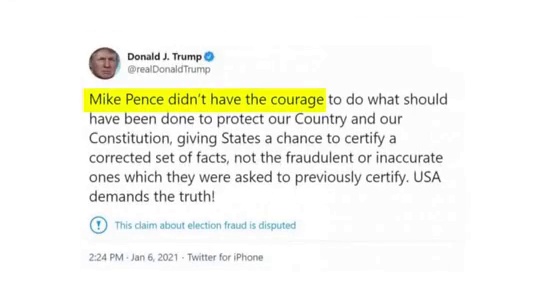 Donald J. Trump
@realDonaldTrump
Mike Pence didn't have the courage to do what should
have been done to protect our Country and our
Constitution, giving States a chance to certify a
corrected set of facts, not the fraudulent or inaccurate
ones which they were asked to previously certify. USA
demands the truth!
This claim about election fraud is disputed
2:24 PM · Jan 6, 2021 · Twitter for iPhone